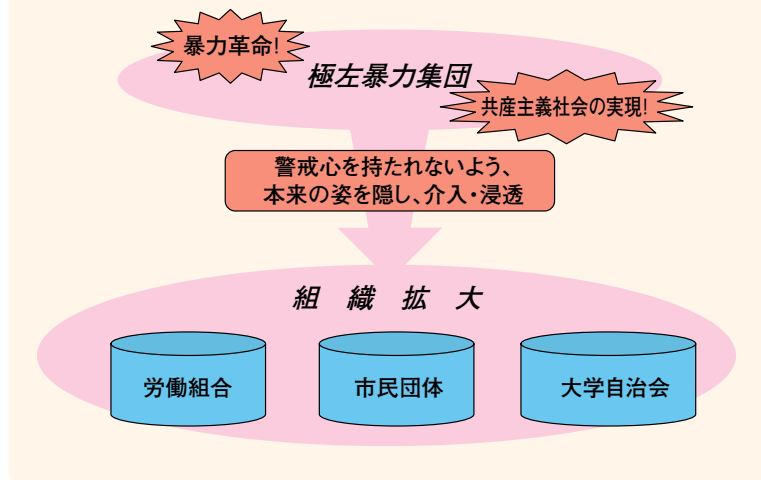 暴力革命!
極左暴力集団
共産主義社会の実現!
警戒心を持たれないよう、
本来の姿を隠し、介入・浸透
組織拡大
労働組合
市民団体
大学自治会